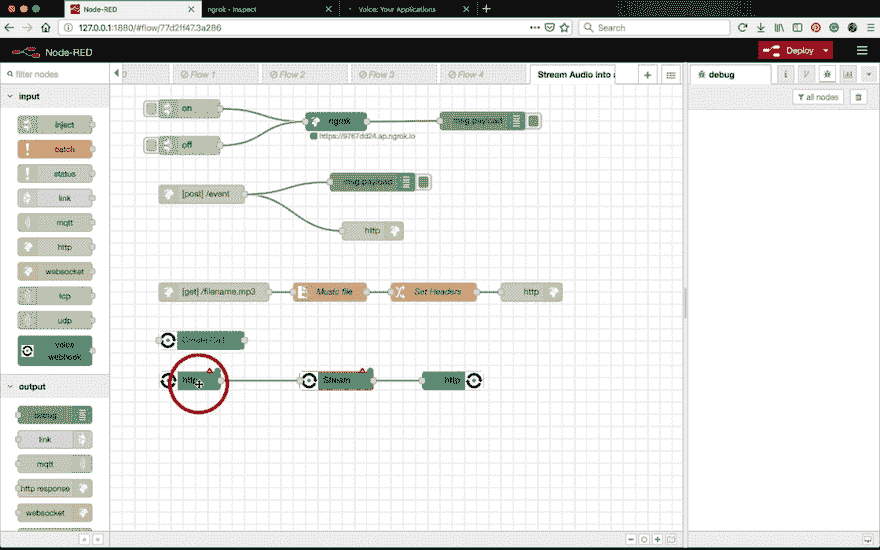 Node-RED
ngrok - Inspect
Voice: Your Applications
127.0.0.1:1880/#flow/77d2ff47.3a286
Search
Node-RED
Deploy
filter nodes
Flow 1
Flow 2
Flow 3
Flow 4
Stream Audio into a
debug
all nodes
input
inject
catch
status
link
mqtt
http
websocket
tcp
udp
voice
webhook
output
debug
link
mqtt
http response
websocket
on
off
ngrok
https://9767dd24.ap.ngrok.io
msg.payload
[post] /event
msg.payload
http
[get] /filename.mp3
Music file
Set Headers
http
Create Call
http
Stream
http